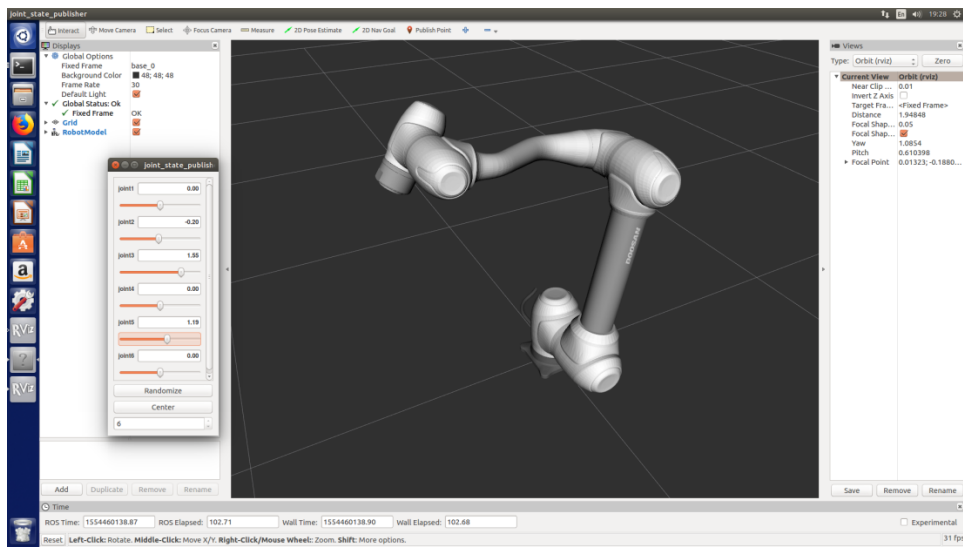 joint_state_publisher
En
19:28
Interact
Move Camera
Select
Focus Camera
Measure
2D Pose Estimate
2D Nav Goal
Publish Point
Displays
Global Options
Fixed Frame base_0
Background Color 48; 48; 48
Frame Rate 30
Default Light
Global Status: Ok
Fixed Frame OK
Grid
RobotModel
joint_state_publish
joint1 0.00
joint2 -0.20
joint3 1.55
joint4 0.00
joint5 1.19
joint6 0.00
Randomize
Center
6
Add Duplicate Remove Rename
DOOSAN
Views
Type: Orbit (rviz) Zero
Current View Orbit (rviz)
Near Clip ... 0.01
Invert Z Axis
Target Fra... <Fixed Frame>
Distance 1.94848
Focal Shap... 0.05
Focal Shap...
Yaw 1.0854
Pitch 0.610398
Focal Point 0.01323; -0.1880...
Save Remove Rename
Time
ROS Time: 1554460138.87 ROS Elapsed: 102.71 Wall Time: 1554460138.90 Wall Elapsed: 102.68 Experimental
Reset Left-Click: Rotate. Middle-Click: Move X/Y. Right-Click/Mouse Wheel:: Zoom. Shift: More options. 31 fps
RViz
?
RViz